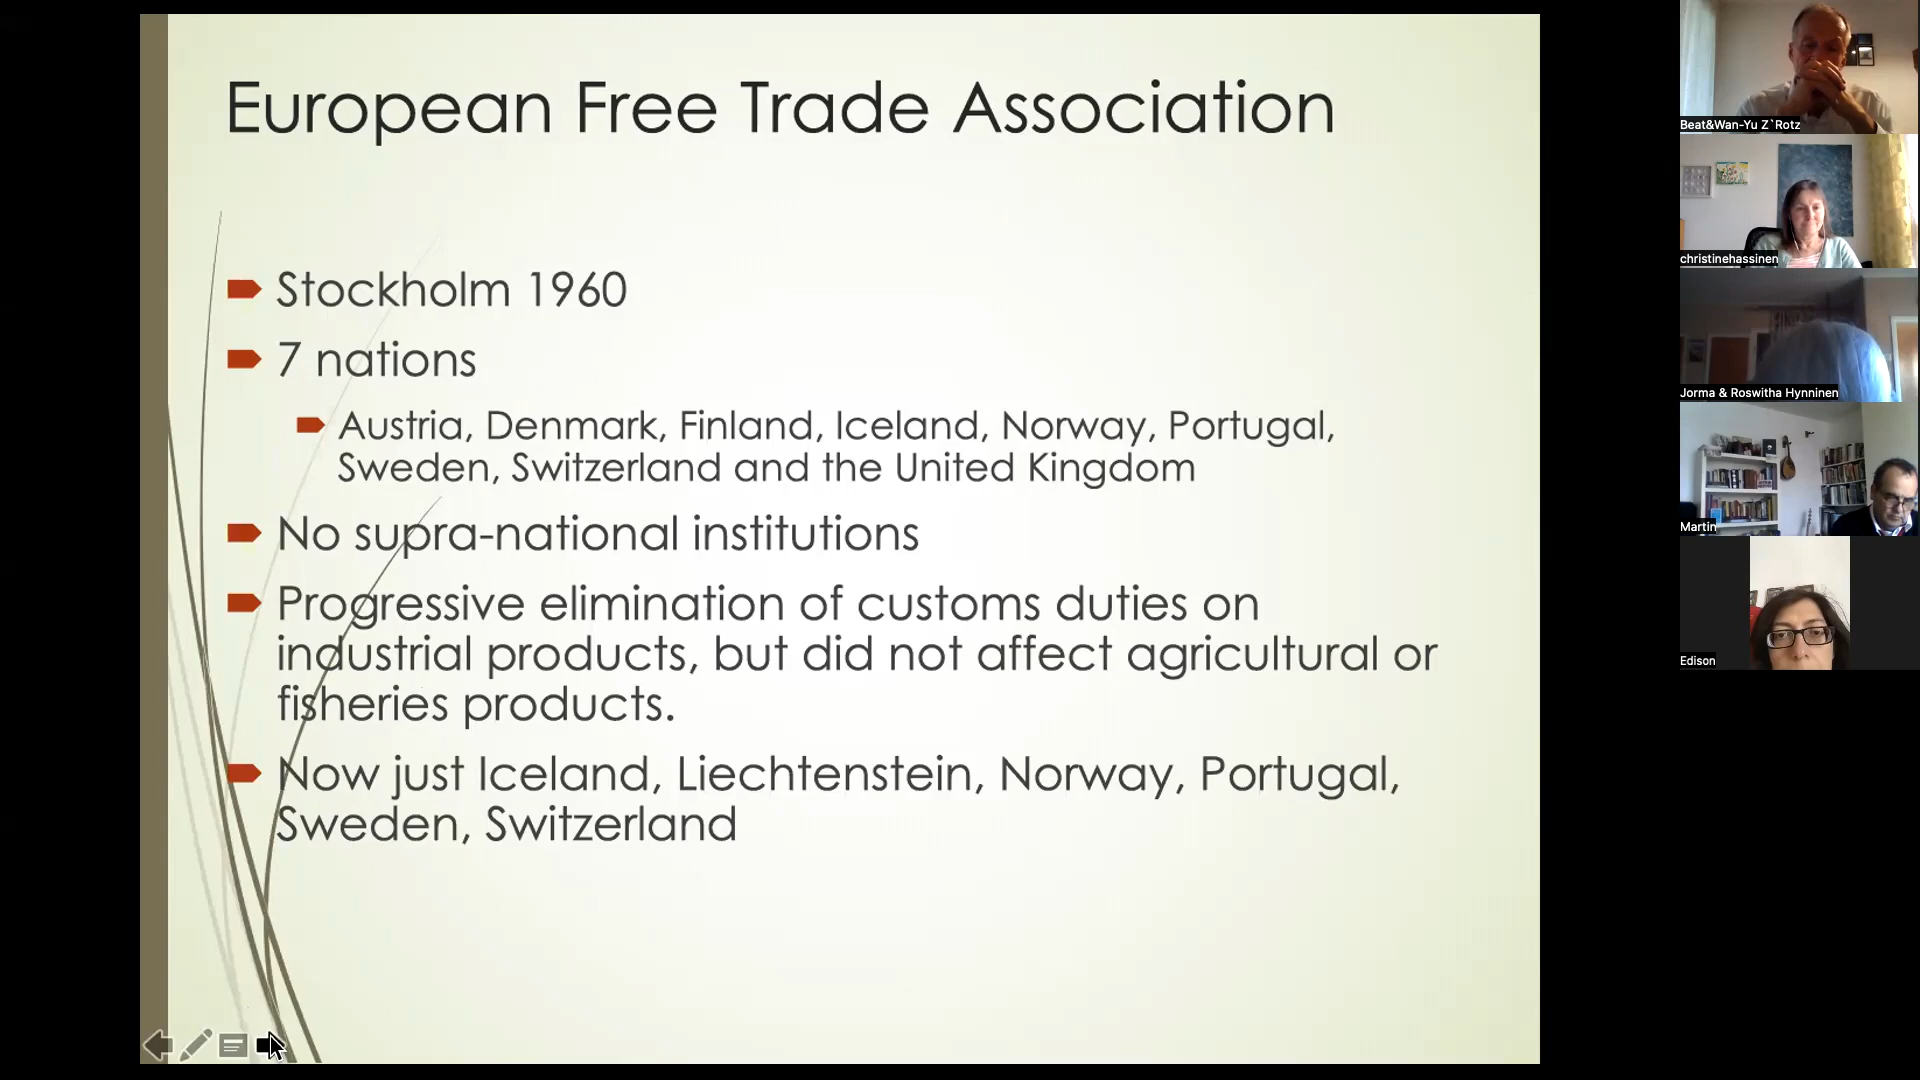 European Free Trade Association
Stockholm 1960
7 nations
Austria, Denmark, Finland, Iceland, Norway, Portugal,
Sweden, Switzerland and the United Kingdom
No supra-national institutions
Progressive elimination of customs duties on
industrial products, but did not affect agricultural or
fisheries products.
Now just Iceland, Liechtenstein, Norway, Portugal,
Sweden, Switzerland
Beat&Wan-Yu Z`Rotz
christinehassinen
Jorma & Roswitha Hynninen
Martin
Edison